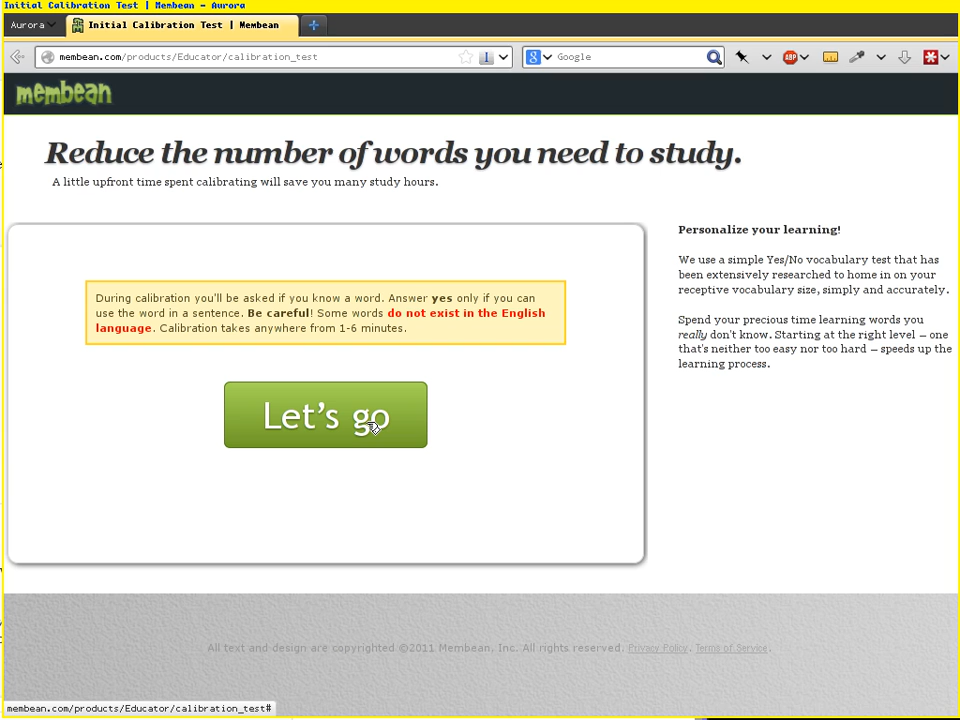 Initial Calibration Test | Membean - Aurora
Aurora
Initial Calibration Test | Membean
membean.com/products/Educator/calibration_test
Google
ABP
membean
Reduce the number of words you need to study.
A little upfront time spent calibrating will save you many study hours.
During calibration you'll be asked if you know a word. Answer yes only if you can
use the word in a sentence. Be careful! Some words do not exist in the English
language. Calibration takes anywhere from 1-6 minutes.
Let's go
Personalize your learning!
We use a simple Yes/No vocabulary test that has
been extensively researched to home in on your
receptive vocabulary size, simply and accurately.
Spend your precious time learning words you
really don't know. Starting at the right level — one
that's neither too easy nor too hard — speeds up the
learning process.
All text and design are copyrighted ©2011 Membean, Inc. All rights reserved. Privacy Policy. Terms of Service.
membean.com/products/Educator/calibration_test#